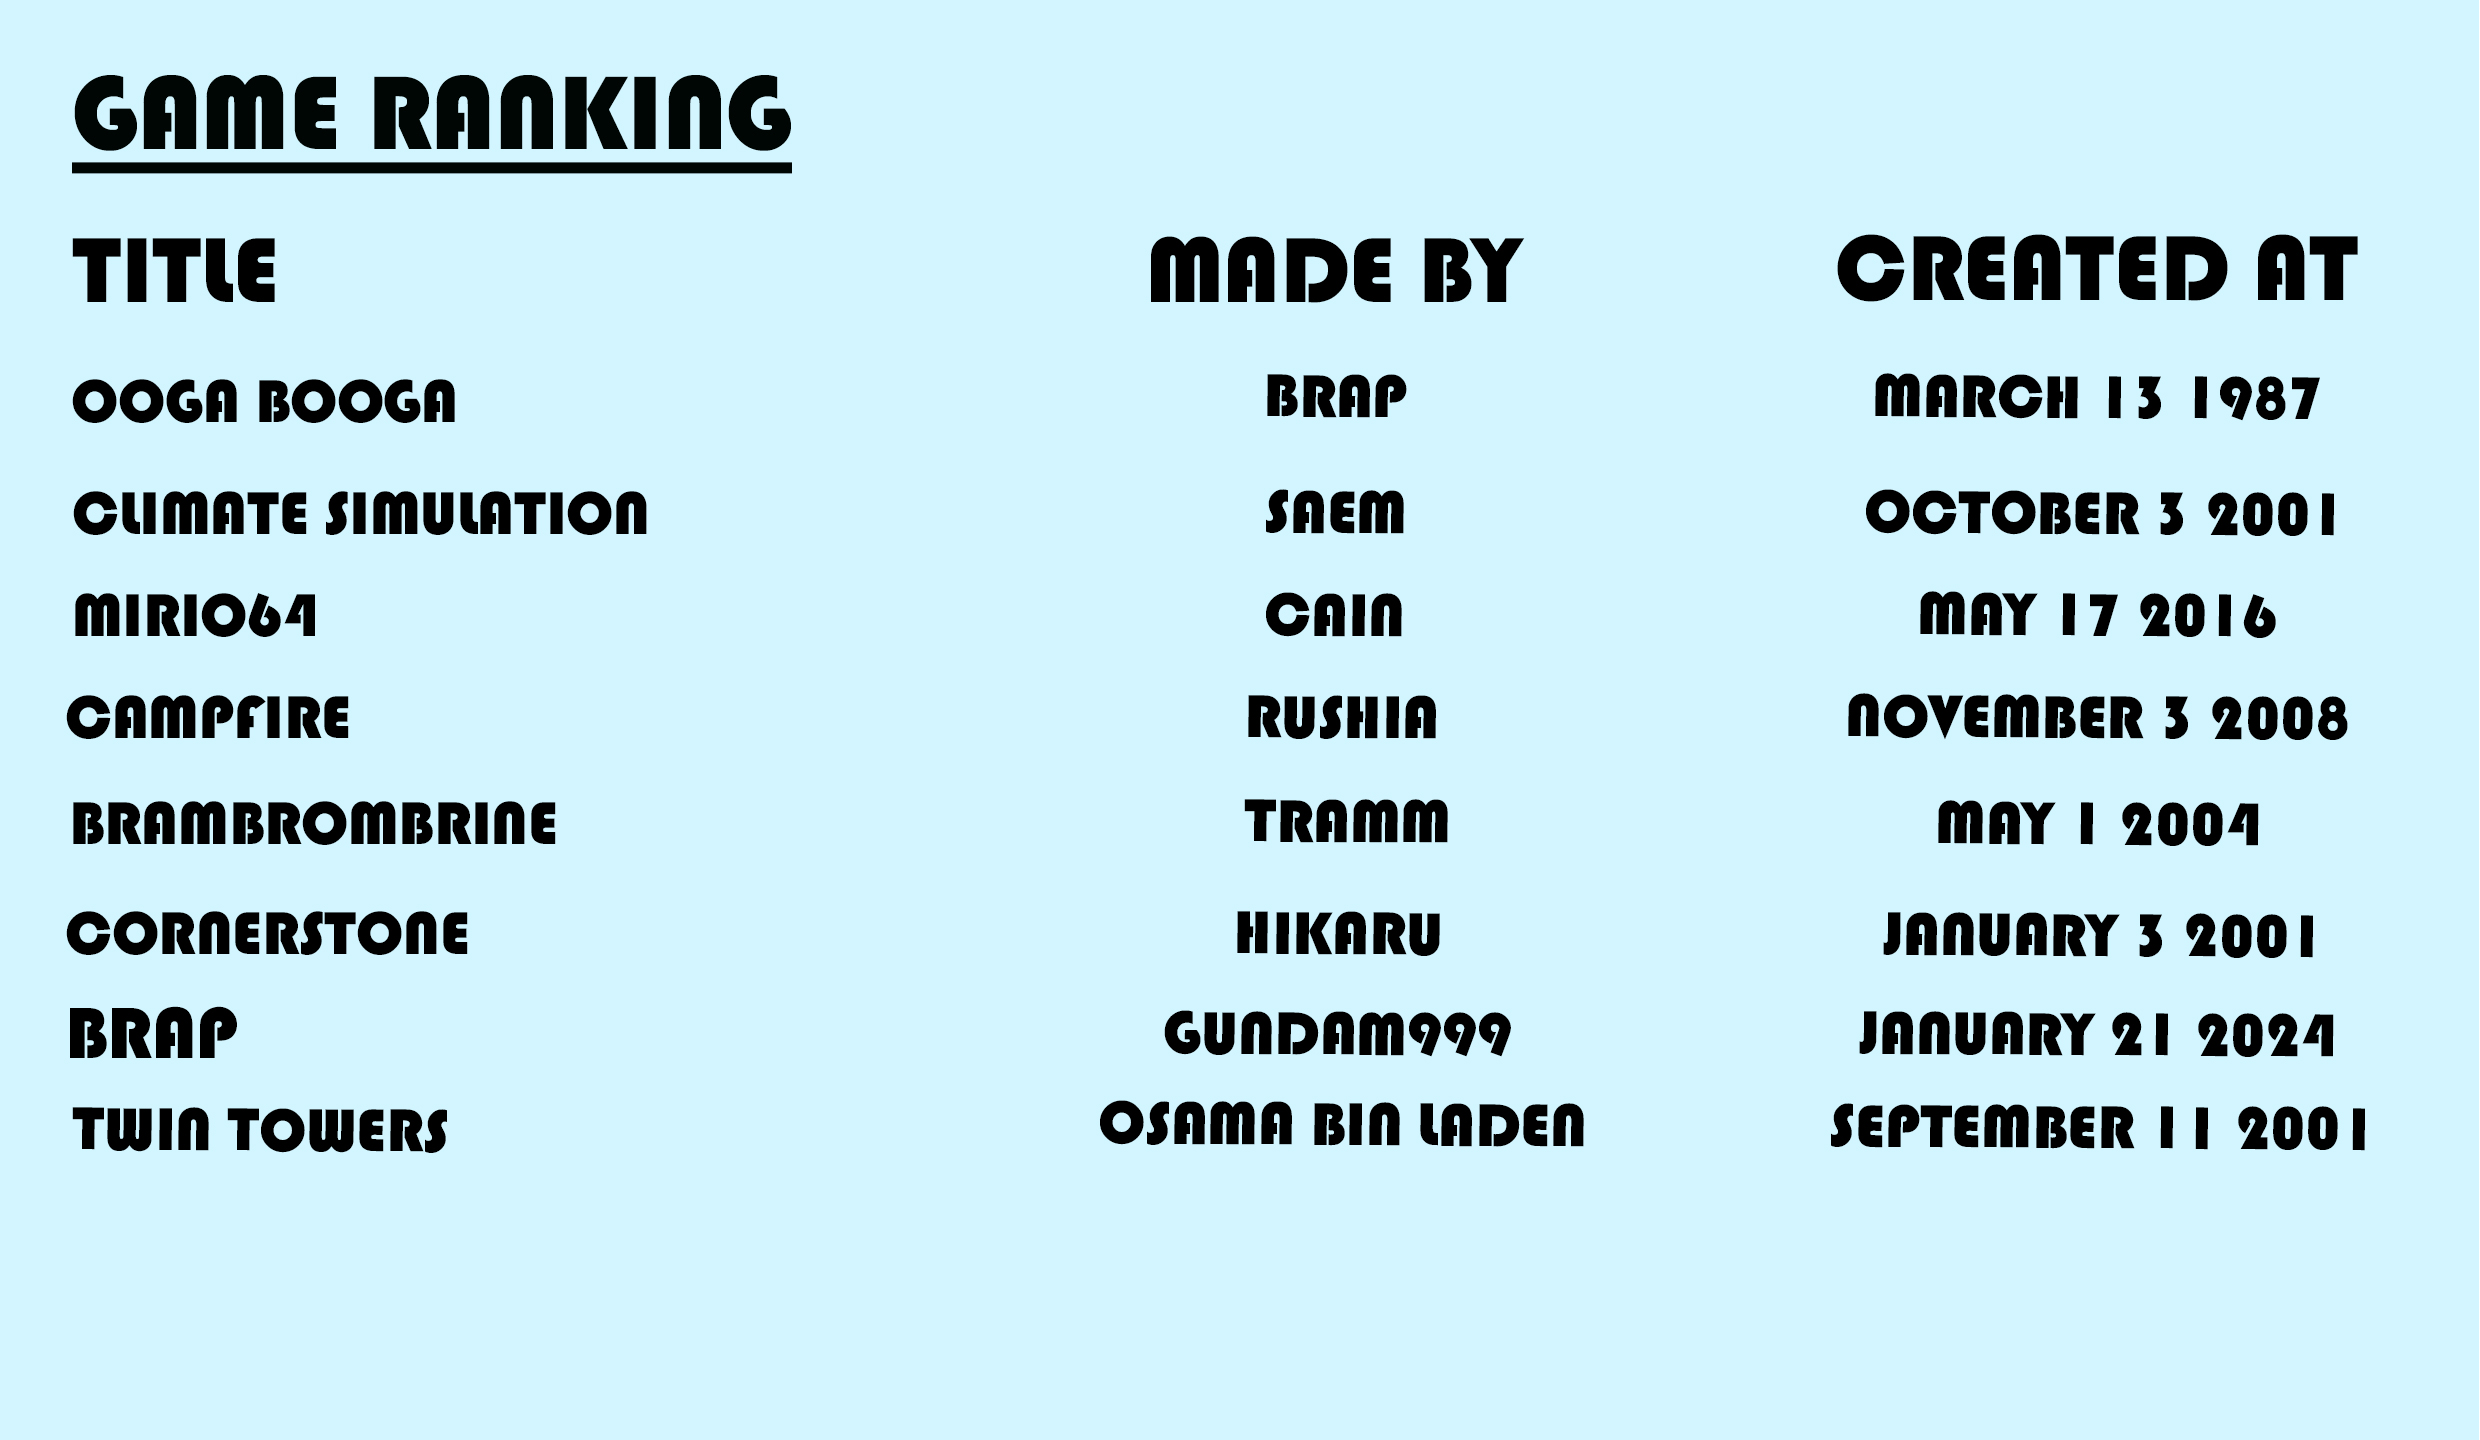 GAME RANKING
TITLE MADE BY CREATED AT
OOGA BOOGA BRAP MARCH 13 1987
CLIMATE SIMULATION SAEM OCTOBER 3 2001
MIRIO64 CAIN MAY 17 2016
CAMPFIRE RUSHIA NOVEMBER 3 2008
BRAMBROMBRINE TRAMM MAY 1 2004
CORNERSTONE HIKARU JANUARY 3 2001
BRAP GUNDAM999 JANUARY 21 2024
TWIN TOWERS OSAMA BIN LADEN SEPTEMBER 11 2001